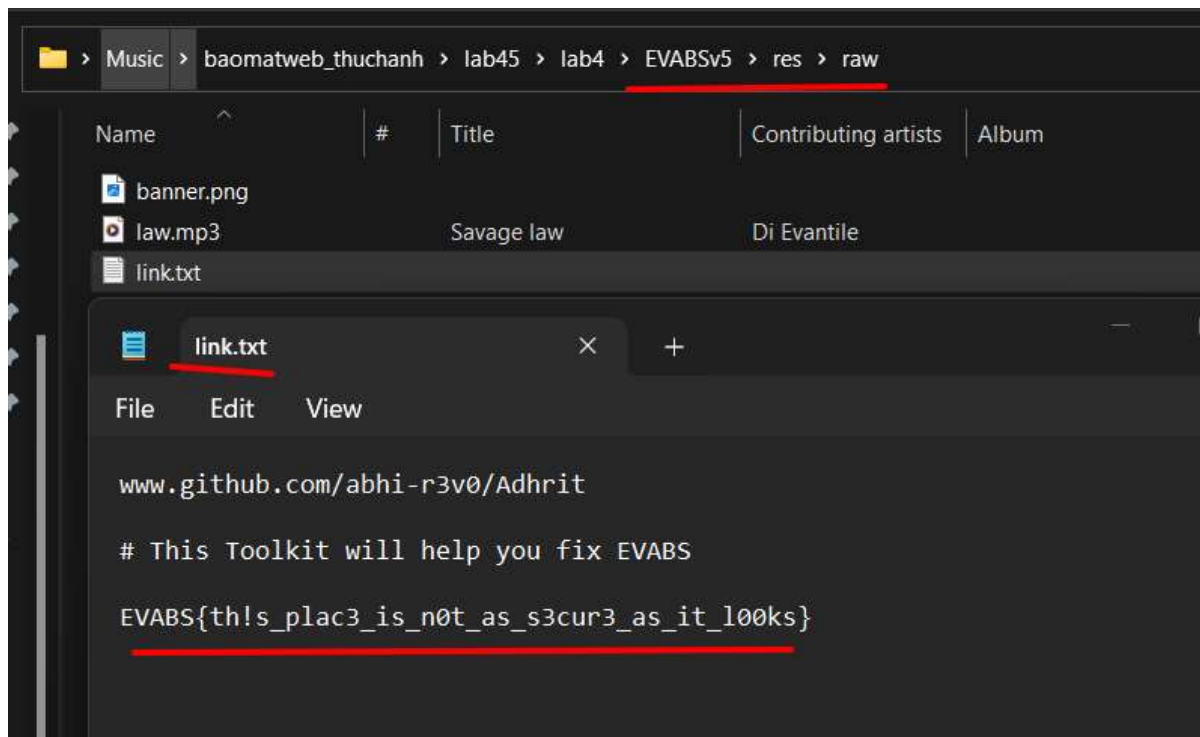 Music > baomatweb_thuchanh > lab45 > lab4 > EVABSv5 > res > raw
Name # Title Contributing artists Album
banner.png
law.mp3 Savage law Di Evantile
link.txt
link.txt
File Edit View
www.github.com/abhi-r3v0/Adhrit
# This Toolkit will help you fix EVABS
EVABS{th!s_plac3_is_n0t_as_s3cur3_as_it_l00ks}